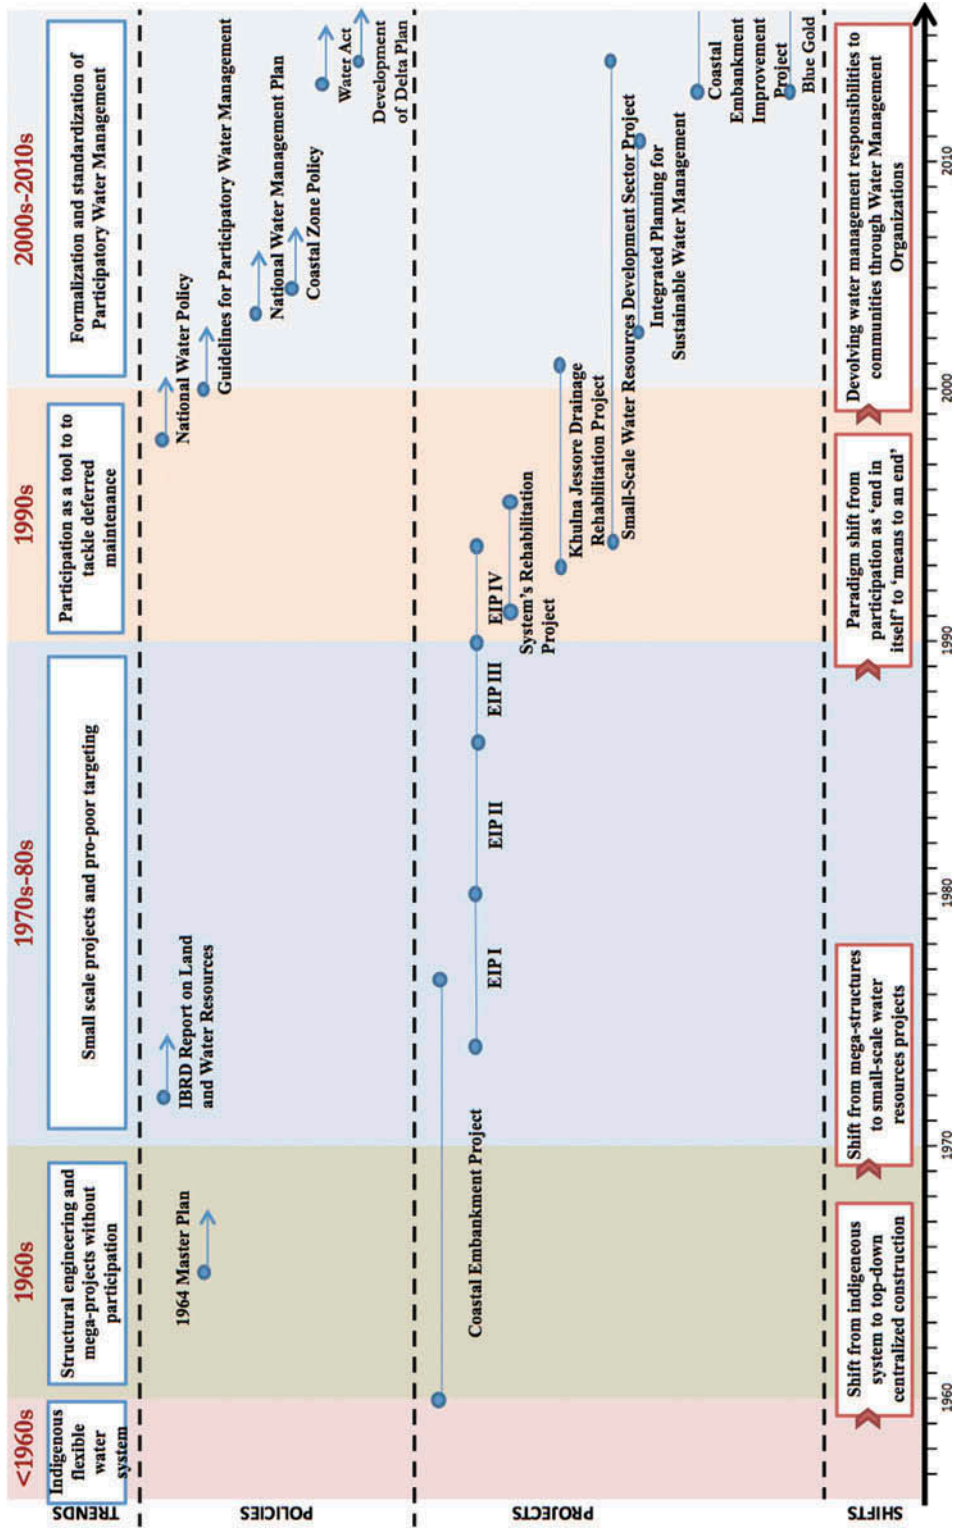 <1960s
1960s
1970s-80s
1990s
2000s-2010s
TRENDS
Indigenous
flexible
water
system
Structural engineering and
mega-projects without
participation
Small scale projects and pro-poor targeting
Participation as a tool to to
tackle deferred
maintenance
Formalization and standardization of
Participatory Water Management
POLICIES
1964 Master Plan
IBRD Report on Land
and Water Resources
National Water Policy
Guidelines for Participatory Water Management
National Water Management Plan
Coastal Zone Policy
Water Act
Development
of Delta Plan
PROJECTS
Coastal Embankment Project
EIP I
EIP II
EIP III
EIP IV
System's Rehabilitation
Project
Khulna Jessore Drainage
Rehabilitation Project
Small-Scale Water Resources Development Sector Project
Integrated Planning for
Sustainable Water Management
Coastal
Embankment
Improvement
Project
Blue Gold
SHIFTS
Shift from indigeneous
system to top-down
centralized construction
Shift from mega-structures
to small-scale water
resources projects
Paradigm shift from
participation as ‘end in
itself’ to ‘means to an end’
Devolving water management responsibilities to
communities through Water Management
Organizations
1960
1970
1980
1990
2000
2010